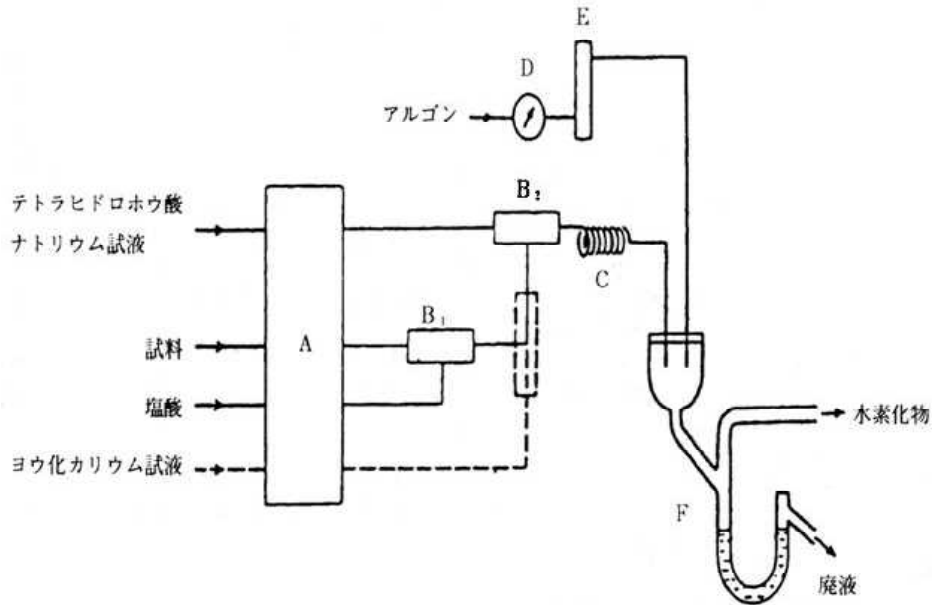 E
D
アルゴン
B₂
テトラヒドロホウ酸
ナトリウム試液
C
B₁
試料
A
塩酸
水素化物
ヨウ化カリウム試液
F
廃液